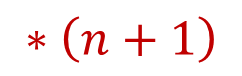 ∗ (n + 1)